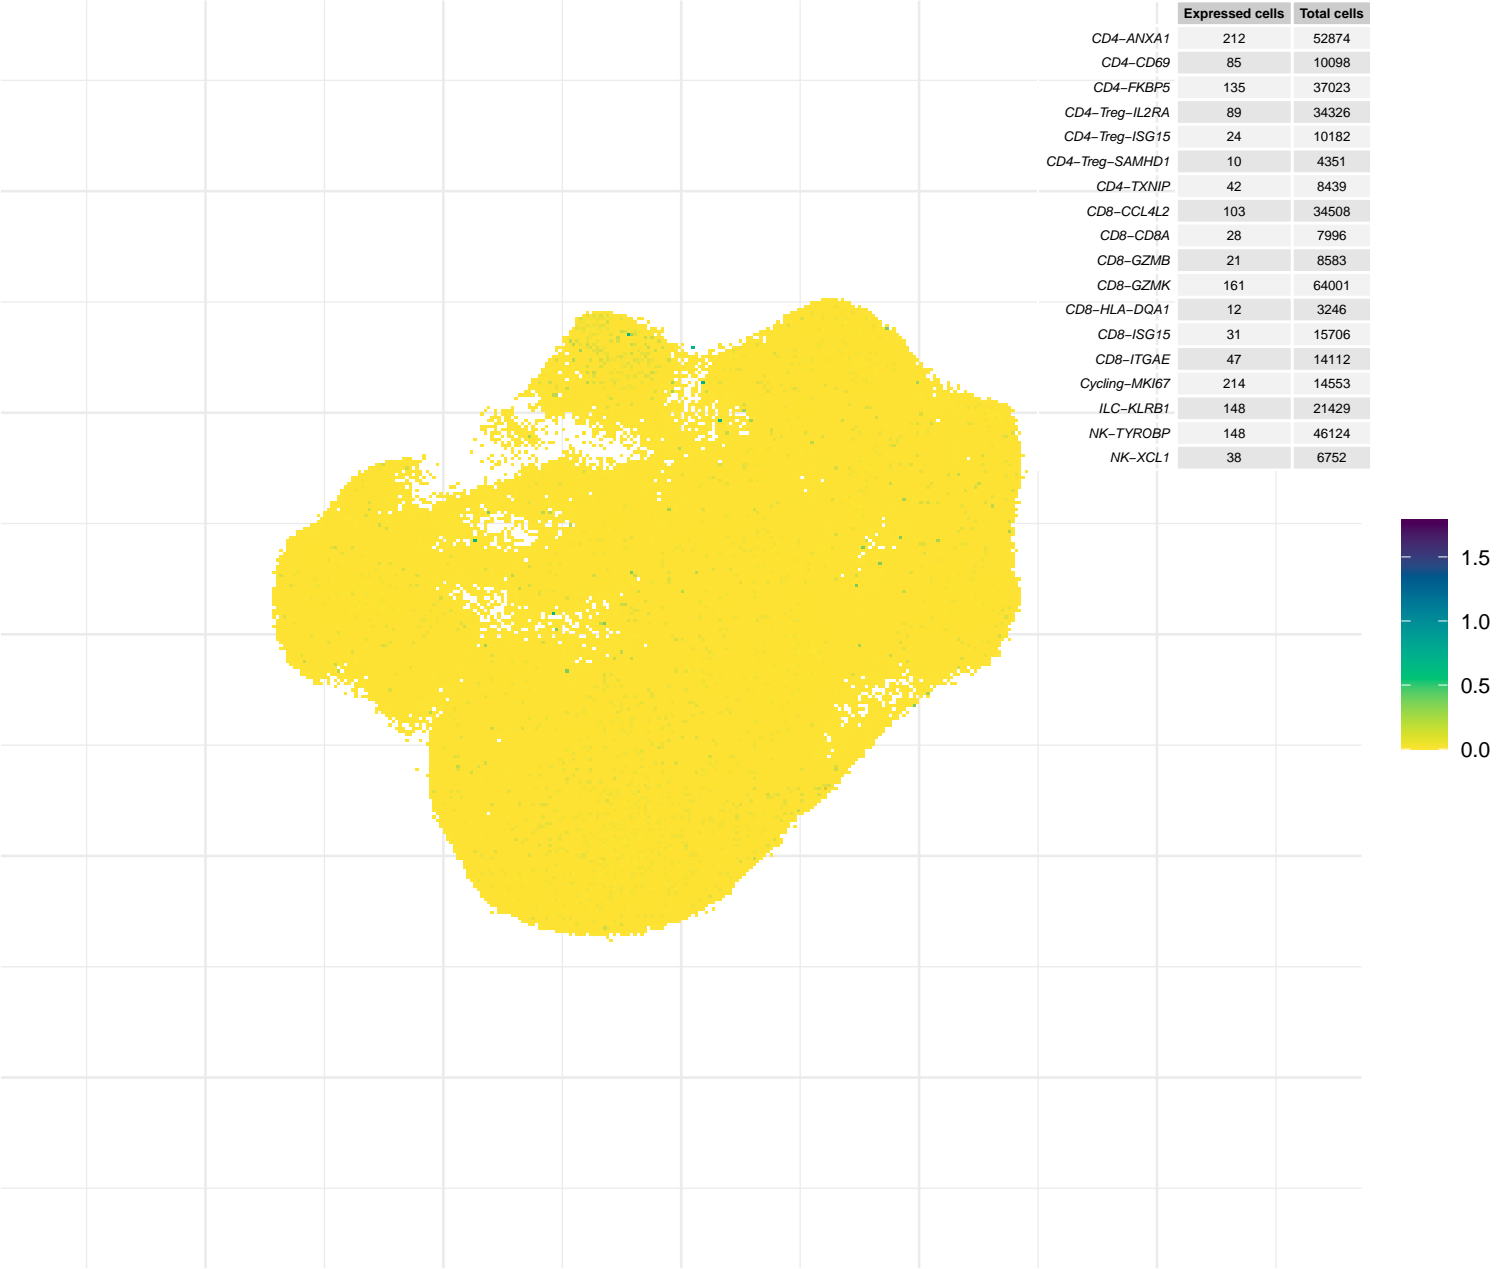 Expressed cells Total cells
CD4−ANXA1 212 52874
CD4−CD69 85 10098
CD4−FKBP5 135 37023
CD4−Treg−IL2RA 89 34326
CD4−Treg−ISG15 24 10182
CD4−Treg−SAMHD1 10 4351
CD4−TXNIP 42 8439
CD8−CCL4L2 103 34508
CD8−CD8A 28 7996
CD8−GZMB 21 8583
CD8−GZMK 161 64001
CD8−HLA−DQA1 12 3246
CD8−ISG15 31 15706
CD8−ITGAE 47 14112
Cycling−MKI67 214 14553
ILC−KLRB1 148 21429
NK−TYROBP 148 46124
NK−XCL1 38 6752
1.5
1.0
0.5
0.0